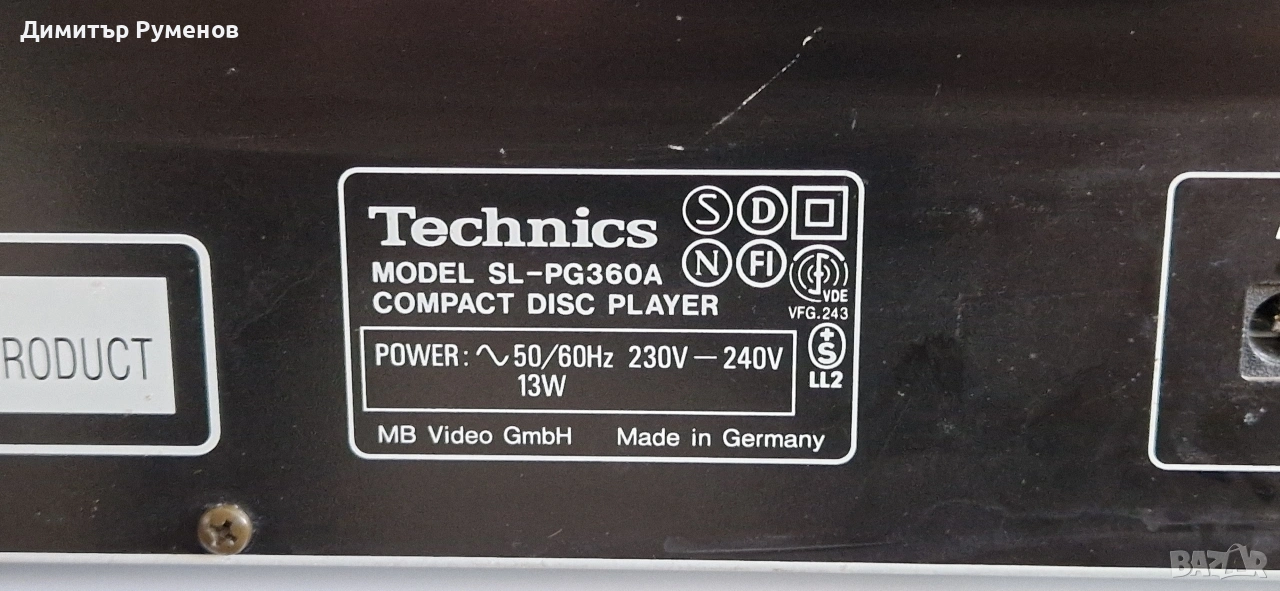 Димитър Руменов
Technics
S D
N FI
MODEL SL-PG360A
COMPACT DISC PLAYER
VDE
VFG.243
POWER: ∿ 50/60Hz 230V — 240V
13W
+S
LL2
MB Video GmbH Made in Germany
RODUCT
BAZAR